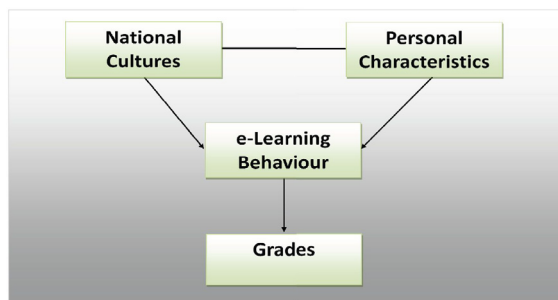 National
Cultures
Personal
Characteristics
e-Learning
Behaviour
Grades